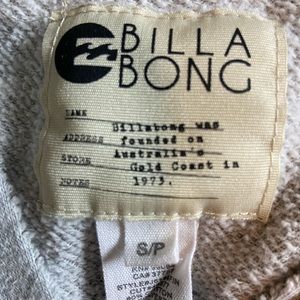 BILLA
BONG
NAME
Billabong was
ADDRESS founded on
Australia's
STORE
Gold Coast in
NOTES 1973.
S/P